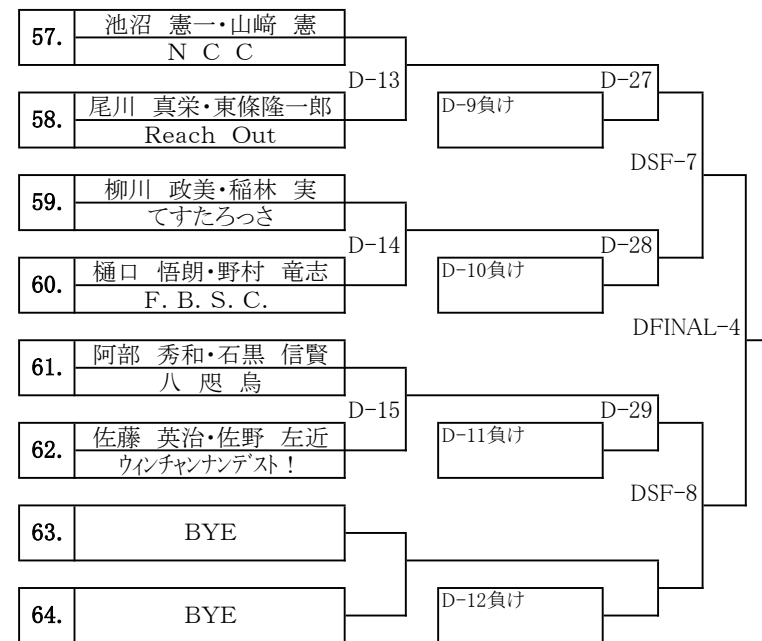 57.
池沼 憲一・山﨑 憲
N C C
D-13
D-27
58.
尾川 真栄・東條隆一郎
Reach Out
D-9負け
DSF-7
59.
柳川 政美・稲林 実
てすたろっさ
D-14
D-28
60.
樋口 悟朗・野村 竜志
F. B. S. C.
D-10負け
DFINAL-4
61.
阿部 秀和・石黒 信賢
八 咫 烏
D-15
D-29
62.
佐藤 英治・佐野 左近
ウィンチャンナンデスト！
D-11負け
DSF-8
63.
BYE
64.
BYE
D-12負け